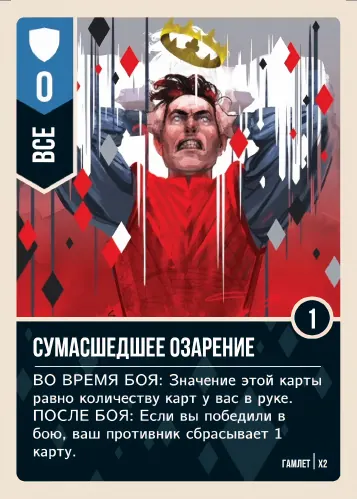 0
ВСЕ
1
СУМАСШЕДШЕЕ ОЗАРЕНИЕ
ВО ВРЕМЯ БОЯ: Значение этой карты
равно количеству карт у вас в руке.
ПОСЛЕ БОЯ: Если вы победили в
бою, ваш противник сбрасывает 1
карту.
ГАМЛЕТ | X2